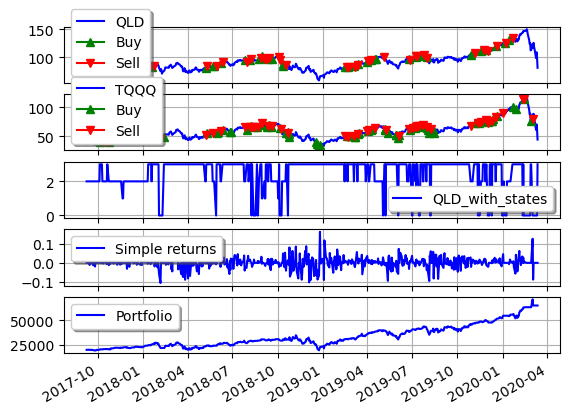 150
100
QLD
Buy
Sell
100
50
TQQQ
Buy
Sell
2
0
QLD_with_states
0.1
0.0
−0.1
Simple returns
50000
25000
Portfolio
2017-10
2018-01
2018-04
2018-07
2018-10
2019-01
2019-04
2019-07
2019-10
2020-01
2020-04